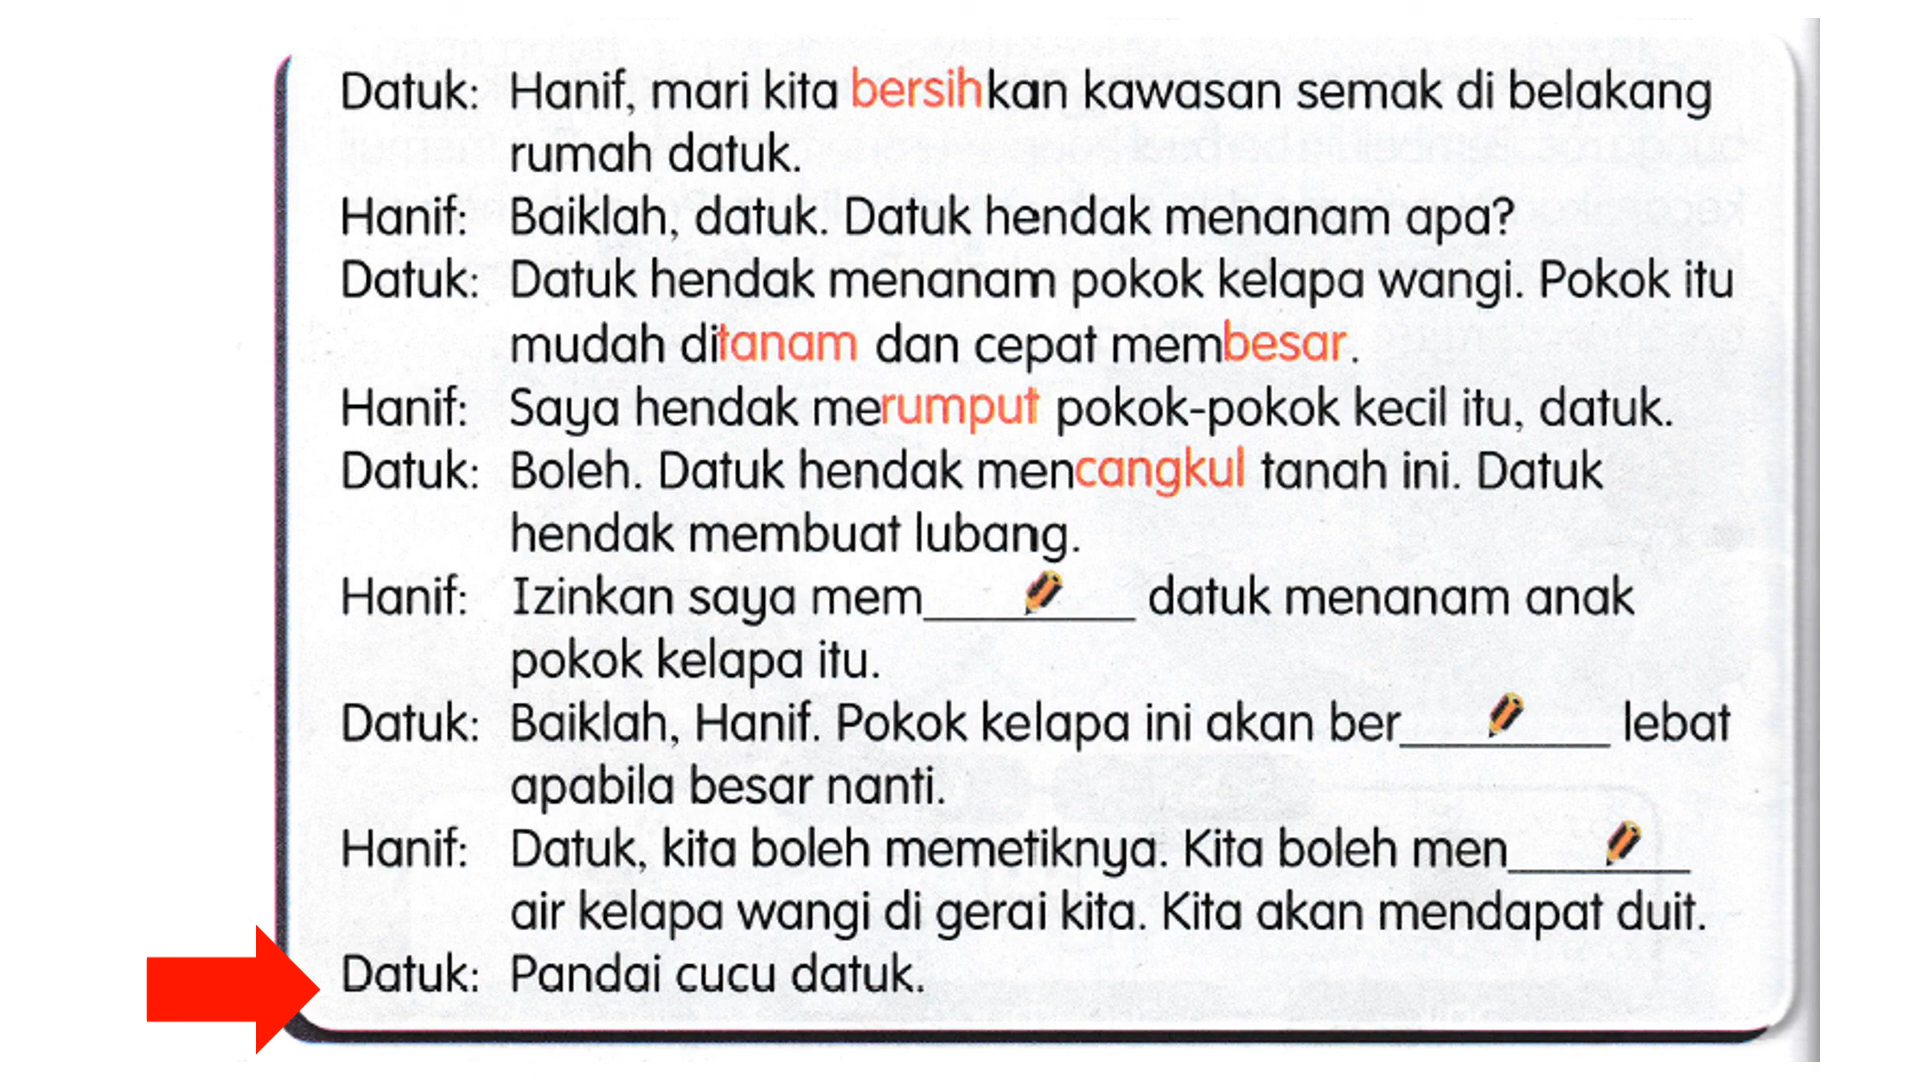 Datuk: Hanif, mari kita bersihkan kawasan semak di belakang
rumah datuk.
Hanif: Baiklah, datuk. Datuk hendak menanam apa?
Datuk: Datuk hendak menanam pokok kelapa wangi. Pokok itu
mudah ditanam dan cepat membesar.
Hanif: Saya hendak merumput pokok-pokok kecil itu, datuk.
Datuk: Boleh. Datuk hendak mencangkul tanah ini. Datuk
hendak membuat lubang.
Hanif: Izinkan saya mem__________ datuk menanam anak
pokok kelapa itu.
Datuk: Baiklah, Hanif. Pokok kelapa ini akan ber__________ lebat
apabila besar nanti.
Hanif: Datuk, kita boleh memetiknya. Kita boleh men__________
air kelapa wangi di gerai kita. Kita akan mendapat duit.
Datuk: Pandai cucu datuk.